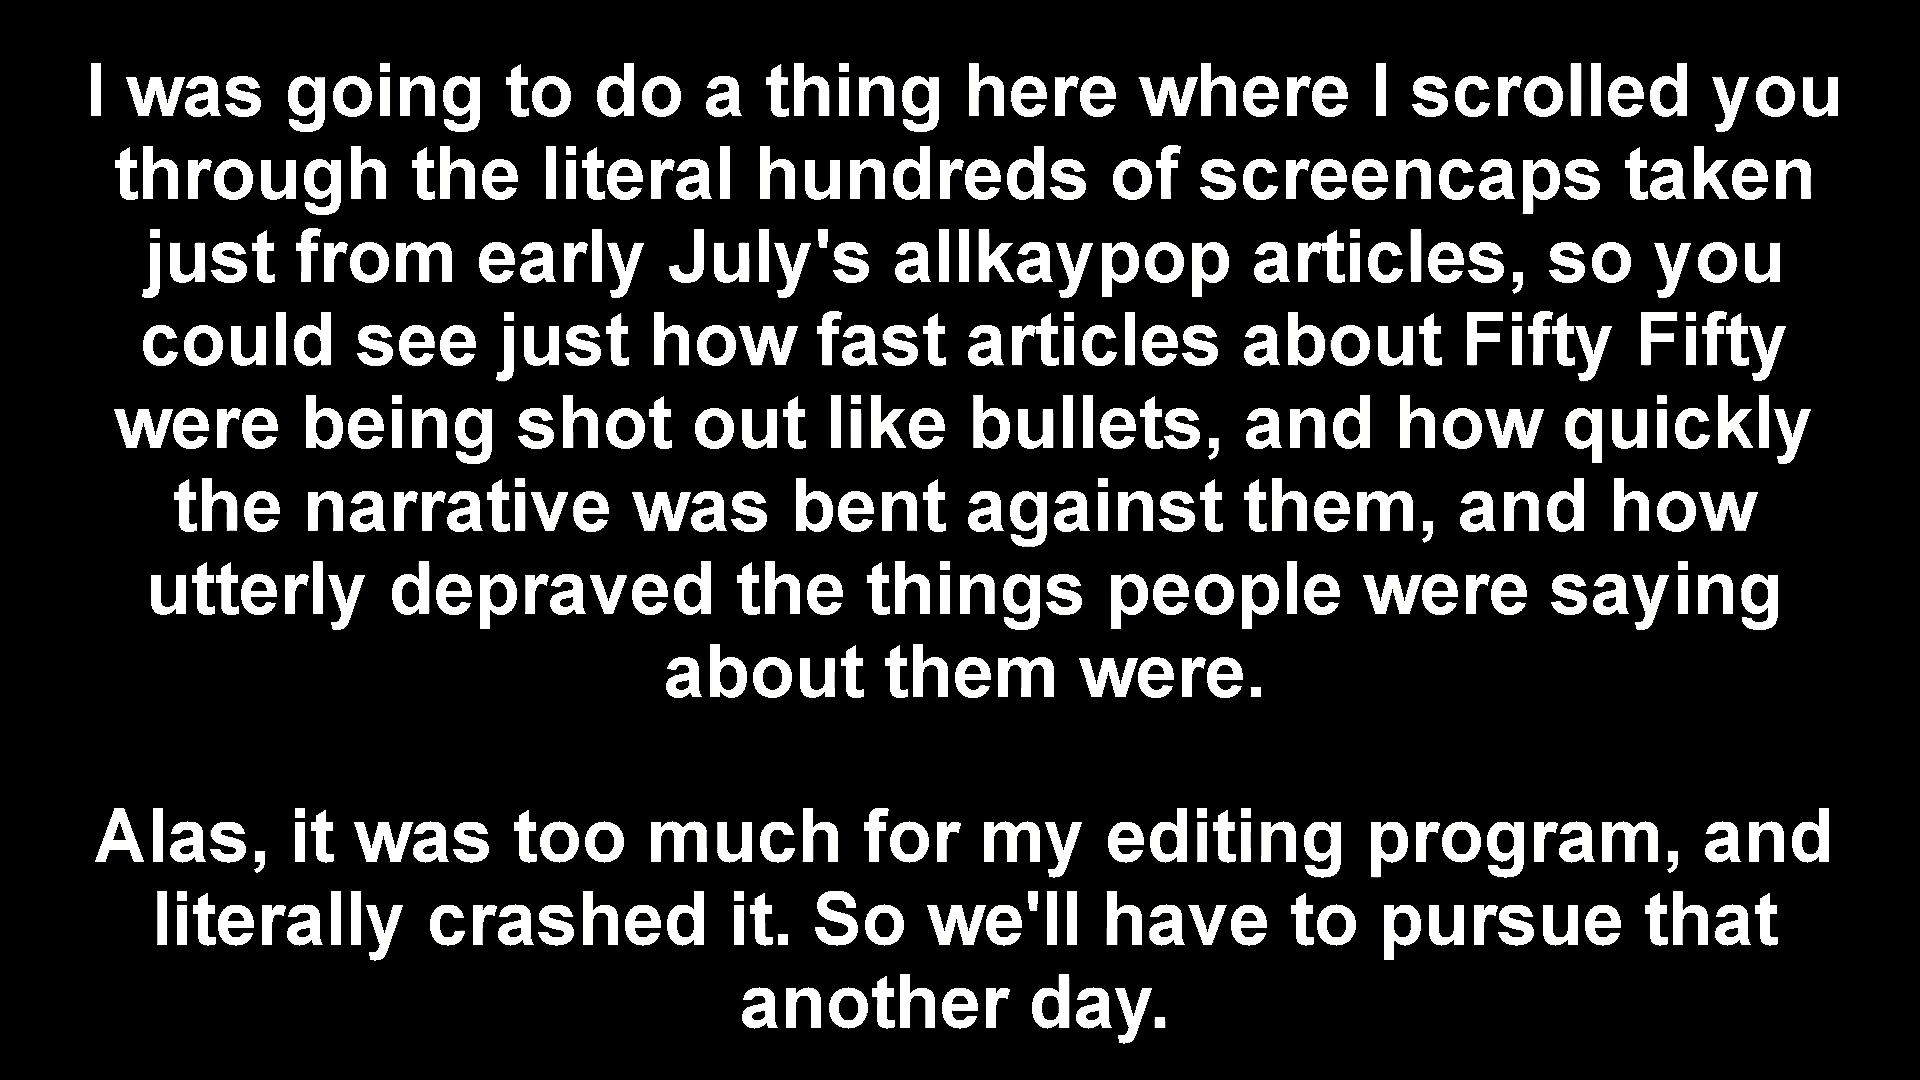 I was going to do a thing here where I scrolled you
through the literal hundreds of screencaps taken
just from early July's allkaypop articles, so you
could see just how fast articles about Fifty Fifty
were being shot out like bullets, and how quickly
the narrative was bent against them, and how
utterly depraved the things people were saying
about them were.
Alas, it was too much for my editing program, and
literally crashed it. So we'll have to pursue that
another day.